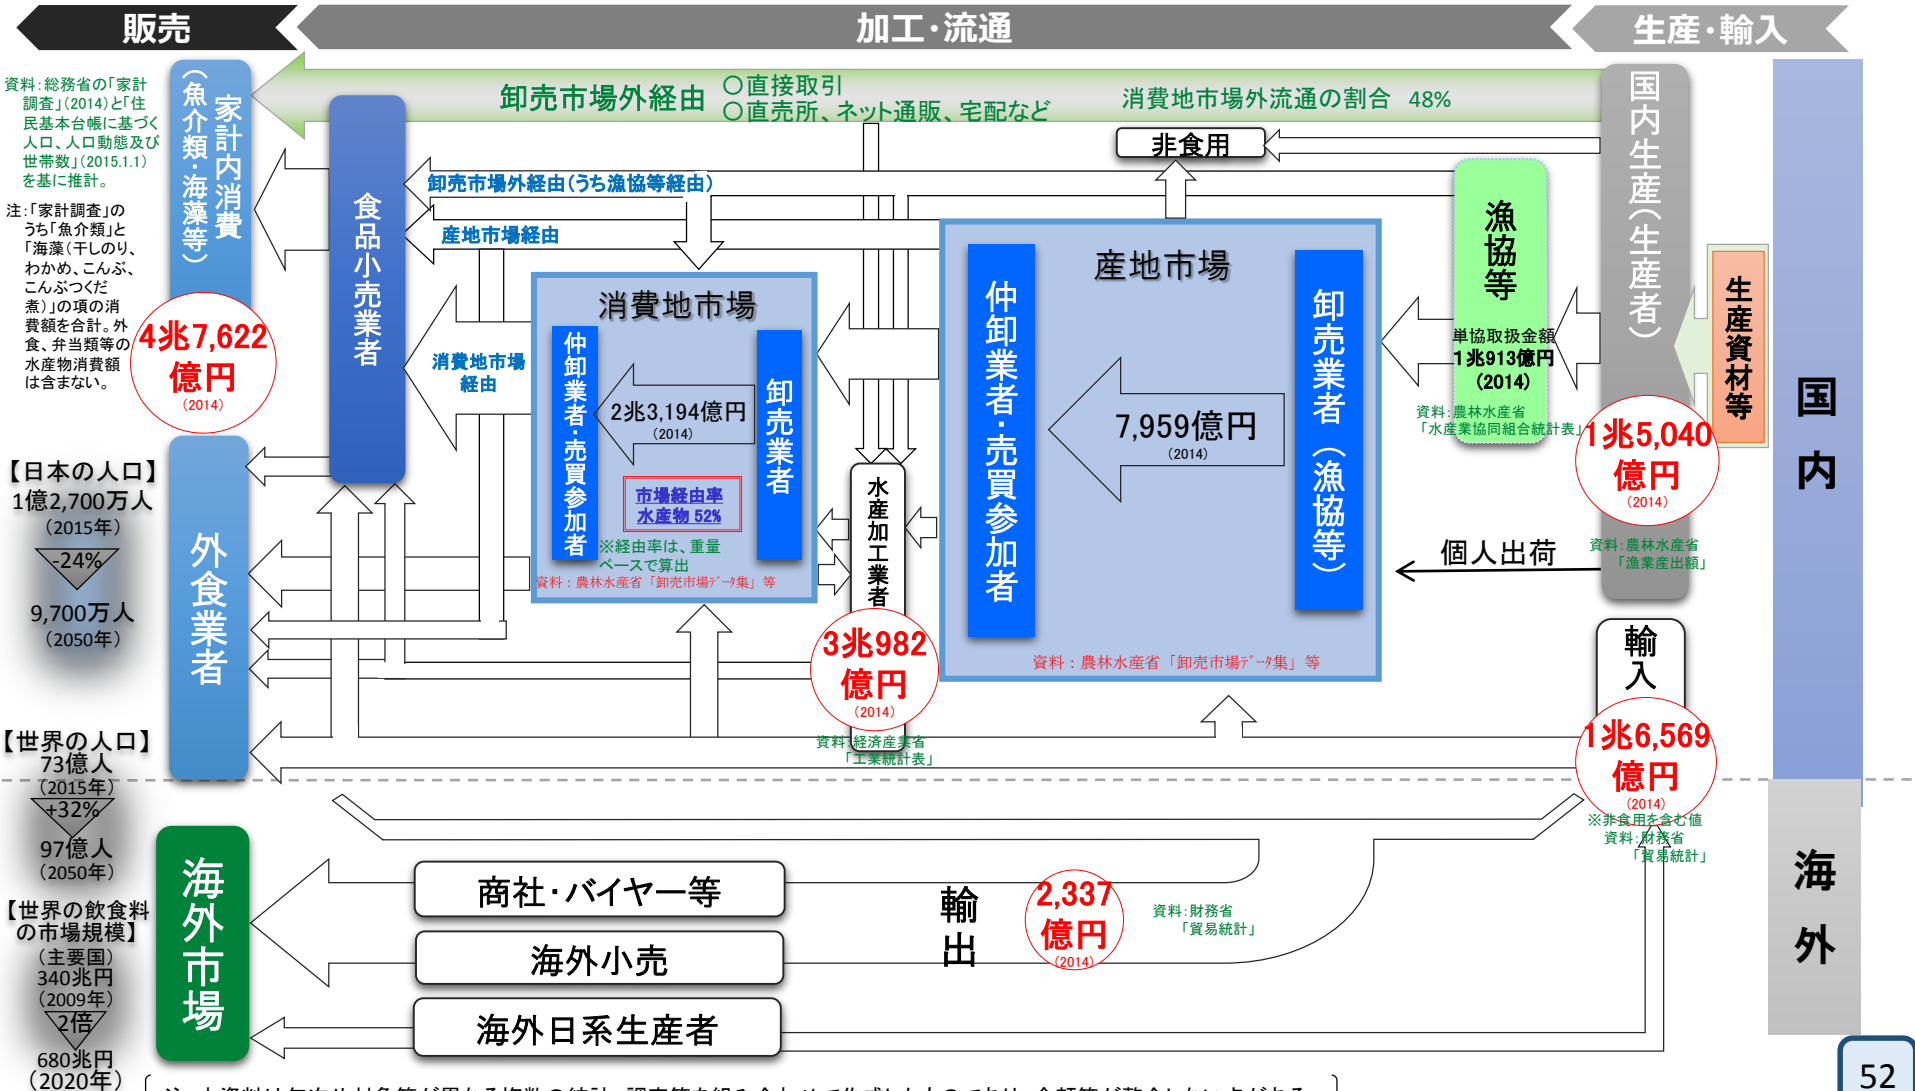 販売
加工・流通
生産・輸入
資料：総務省の「家計
調査」（2014）と「住
民基本台帳に基づく
人口、人口動態及び
世帯数」（2015.1.1）
を基に推計。
注：「家計調査」の
うち「魚介類」と
「海藻（干しのり、
わかめ、こんぶ、
こんぶつくだ
煮）」の項の消
費額を合計。外
食、弁当類等の
水産物消費額
は含まない。
家計内消費
（魚介類・海藻等）
4兆7,622
億円
（2014）
卸売市場外経由
○直接取引
○直売所、ネット通販、宅配など
消費地市場外流通の割合 48%
非食用
食品小売業者
卸売市場外経由（うち漁協等経由）
産地市場経由
消費地市場
経由
消費地市場
仲卸業者・売買参加者
2兆3,194億円
（2014）
卸売業者
市場経由率
水産物 52%
※経由率は、重量
ベースで算出
資料：農林水産省「卸売市場データ集」等
水産加工業者
3兆982
億円
（2014）
資料：経済産業省
「工業統計表」
産地市場
仲卸業者・売買参加者
7,959億円
（2014）
卸売業者（漁協等）
資料：農林水産省「卸売市場データ集」等
漁協等
単協取扱金額
1兆913億円
（2014）
資料：農林水産省
「水産業協同組合統計表」
国内生産（生産者）
1兆5,040
億円
（2014）
資料：農林水産省
「漁業産出額」
生産資材等
個人出荷
国内
輸入
1兆6,569
億円
（2014）
※非食用を含む値
資料：財務省
「貿易統計」
外食業者
【日本の人口】
1億2,700万人
（2015年）
-24%
9,700万人
（2050年）
【世界の人口】
73億人
（2015年）
+32%
97億人
（2050年）
【世界の飲食料
の市場規模】
（主要国）
340兆円
（2009年）
2倍
680兆円
（2020年）
海外市場
商社・バイヤー等
海外小売
海外日系生産者
輸出
2,337
億円
（2014）
資料：財務省
「貿易統計」
海外
52